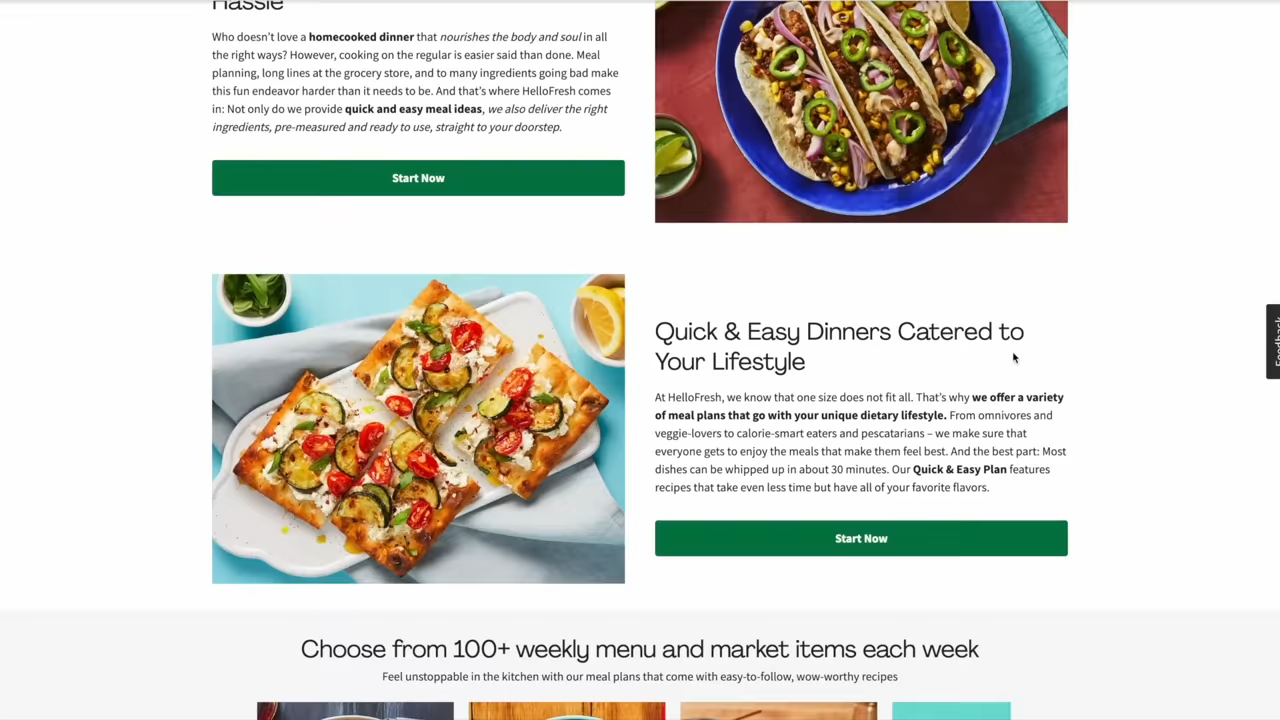 Hassle
Who doesn't love a homecooked dinner that nourishes the body and soul in all
the right ways? However, cooking on the regular is easier said than done. Meal
planning, long lines at the grocery store, and to many ingredients going bad make
this fun endeavor harder than it needs to be. And that's where HelloFresh comes
in: Not only do we provide quick and easy meal ideas, we also deliver the right
ingredients, pre-measured and ready to use, straight to your doorstep.
Start Now
Quick & Easy Dinners Catered to
Your Lifestyle
At HelloFresh, we know that one size does not fit all. That's why we offer a variety
of meal plans that go with your unique dietary lifestyle. From omnivores and
veggie-lovers to calorie-smart eaters and pescatarians – we make sure that
everyone gets to enjoy the meals that make them feel best. And the best part: Most
dishes can be whipped up in about 30 minutes. Our Quick & Easy Plan features
recipes that take even less time but have all of your favorite flavors.
Start Now
Feedback
Choose from 100+ weekly menu and market items each week
Feel unstoppable in the kitchen with our meal plans that come with easy-to-follow, wow-worthy recipes